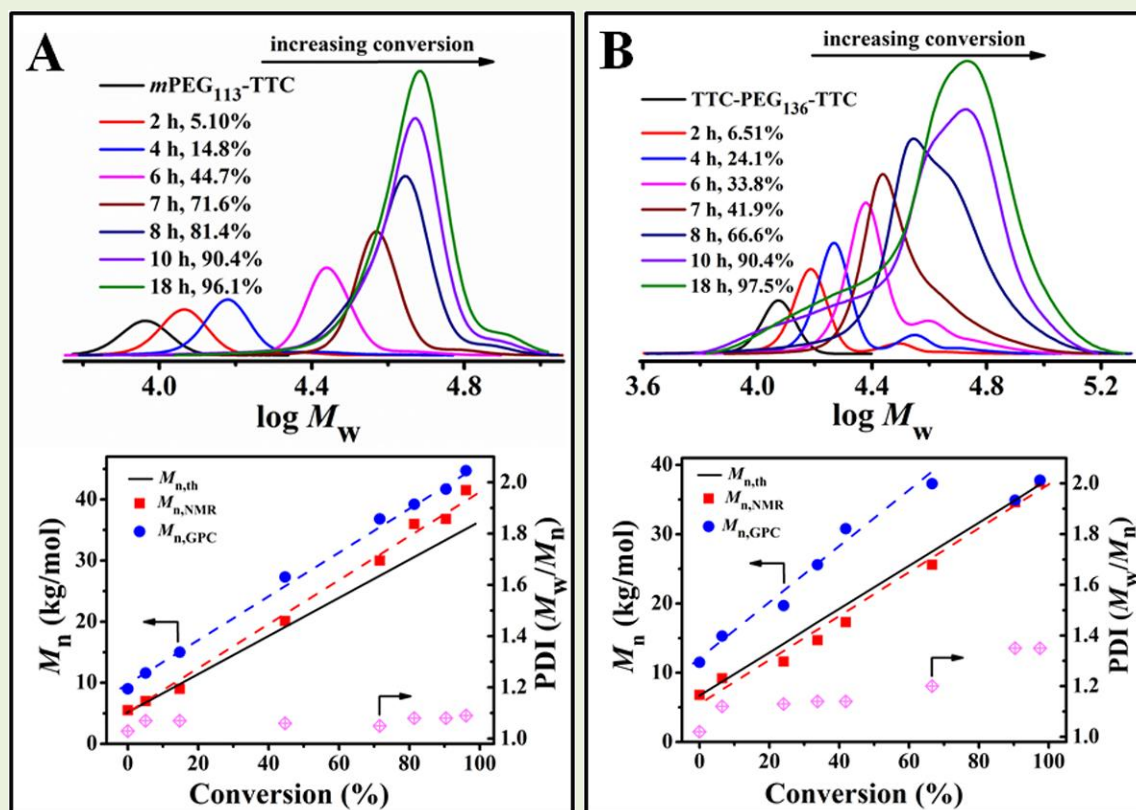 A
increasing conversion
mPEG113-TTC
2 h, 5.10%
4 h, 14.8%
6 h, 44.7%
7 h, 71.6%
8 h, 81.4%
10 h, 90.4%
18 h, 96.1%
4.0 4.4 4.8
log Mw
Mn,th
Mn,NMR
Mn,GPC
40
30
20
10
0
Mn (kg/mol)
2.0
1.8
1.6
1.4
1.2
1.0
PDI (Mw/Mn)
0 20 40 60 80 100
Conversion (%)
B
increasing conversion
TTC-PEG136-TTC
2 h, 6.51%
4 h, 24.1%
6 h, 33.8%
7 h, 41.9%
8 h, 66.6%
10 h, 90.4%
18 h, 97.5%
3.6 4.0 4.4 4.8 5.2
log Mw
Mn,th
Mn,NMR
Mn,GPC
40
30
20
10
0
Mn (kg/mol)
2.0
1.8
1.6
1.4
1.2
1.0
PDI (Mw/Mn)
0 20 40 60 80 100
Conversion (%)